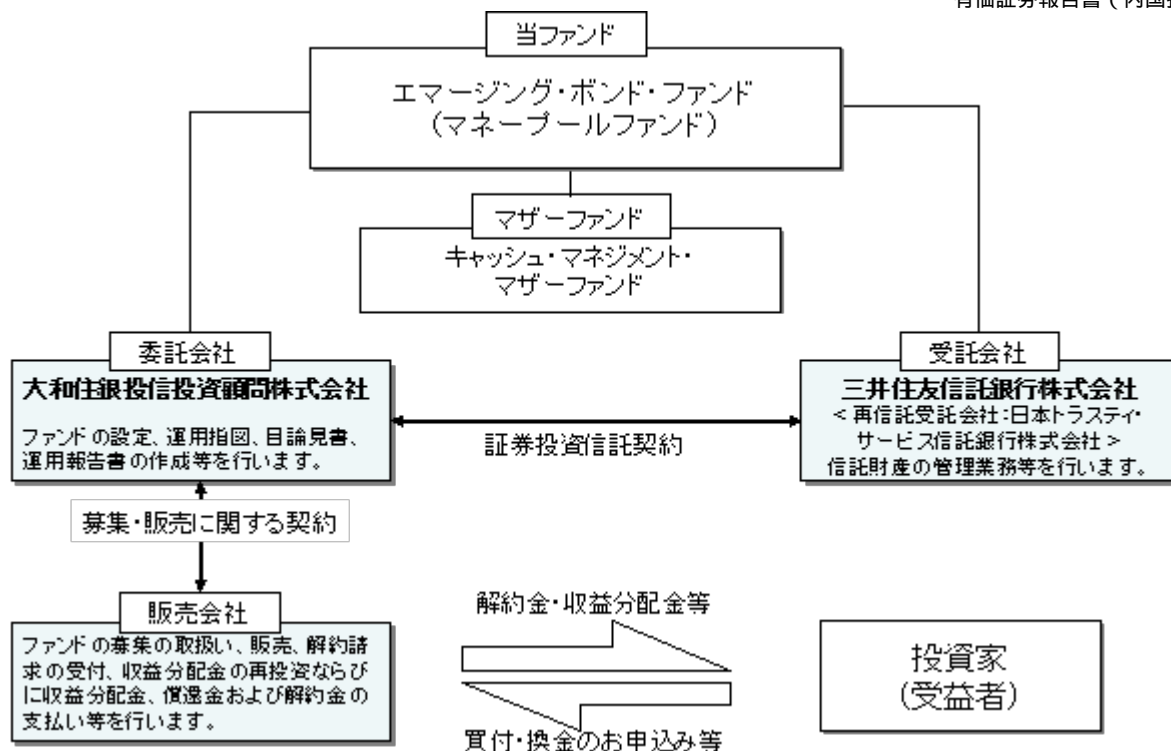 有価証券報告書（内国投
当ファンド
エマージング・ボンド・ファンド
（マネープールファンド）
マザーファンド
キャッシュ・マネジメント・
マザーファンド
委託会社
大和住銀投信投資顧問株式会社
ファンドの設定、運用指図、目論見書、
運用報告書の作成等を行います。
証券投資信託契約
受託会社
三井住友信託銀行株式会社
＜再信託受託会社：日本トラスティ・
サービス信託銀行株式会社＞
信託財産の管理業務等を行います。
募集・販売に関する契約
販売会社
ファンドの募集の取扱い、販売、解約請
求の受付、収益分配金の再投資ならび
に収益分配金、償還金および解約金の
支払い等を行います。
解約金・収益分配金等
買付・換金のお申込み等
投資家
（受益者）